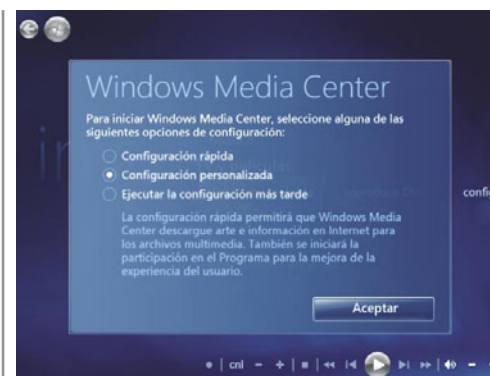 Windows Media Center
Para iniciar Windows Media Center, seleccione alguna de las
siguientes opciones de configuración:
Configuración rápida
Configuración personalizada
Ejecutar la configuración más tarde
La configuración rápida permitirá que Windows Media
Center descargue arte e información en Internet para
los archivos multimedia. También se iniciará la
participación en el Programa para la mejora de la
experiencia del usuario.
Aceptar
confi
cnl